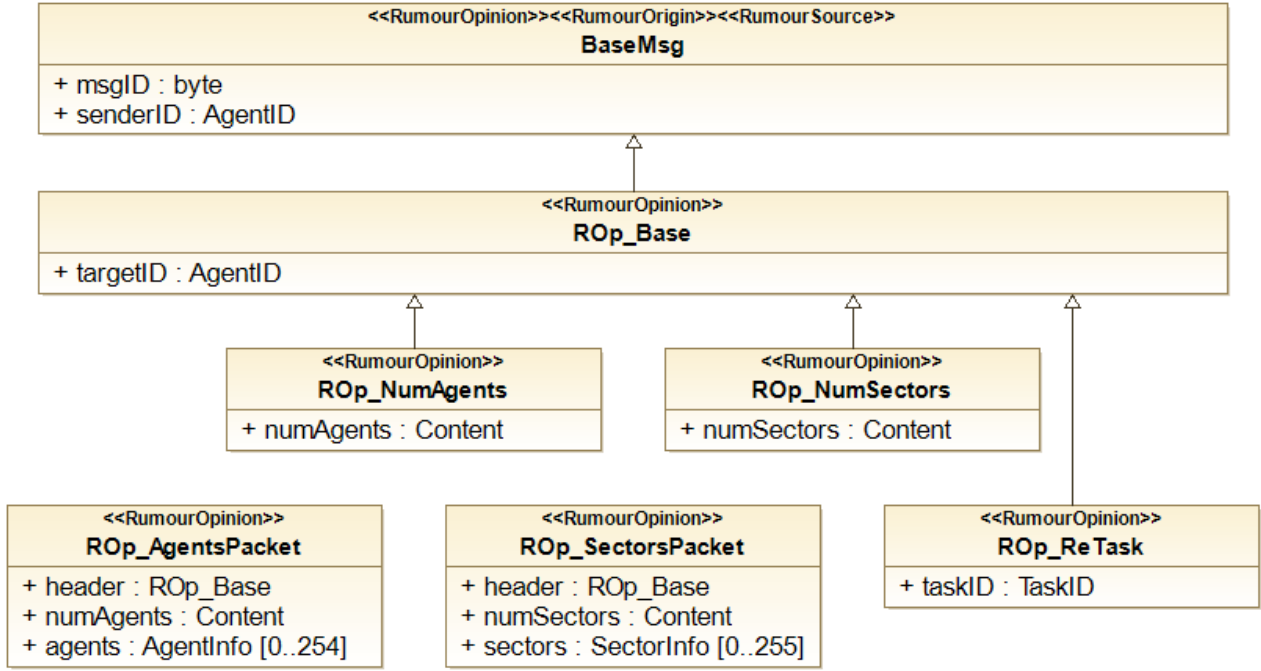 <<RumourOpinion>><<RumourOrigin>><<RumourSource>>
BaseMsg
+ msgID : byte
+ senderID : AgentID
<<RumourOpinion>>
ROp_Base
+ targetID : AgentID
<<RumourOpinion>>
ROp_NumAgents
+ numAgents : Content
<<RumourOpinion>>
ROp_NumSectors
+ numSectors : Content
<<RumourOpinion>>
ROp_AgentsPacket
+ header : ROp_Base
+ numAgents : Content
+ agents : AgentInfo [0..254]
<<RumourOpinion>>
ROp_SectorsPacket
+ header : ROp_Base
+ numSectors : Content
+ sectors : SectorInfo [0..255]
<<RumourOpinion>>
ROp_ReTask
+ taskID : TaskID